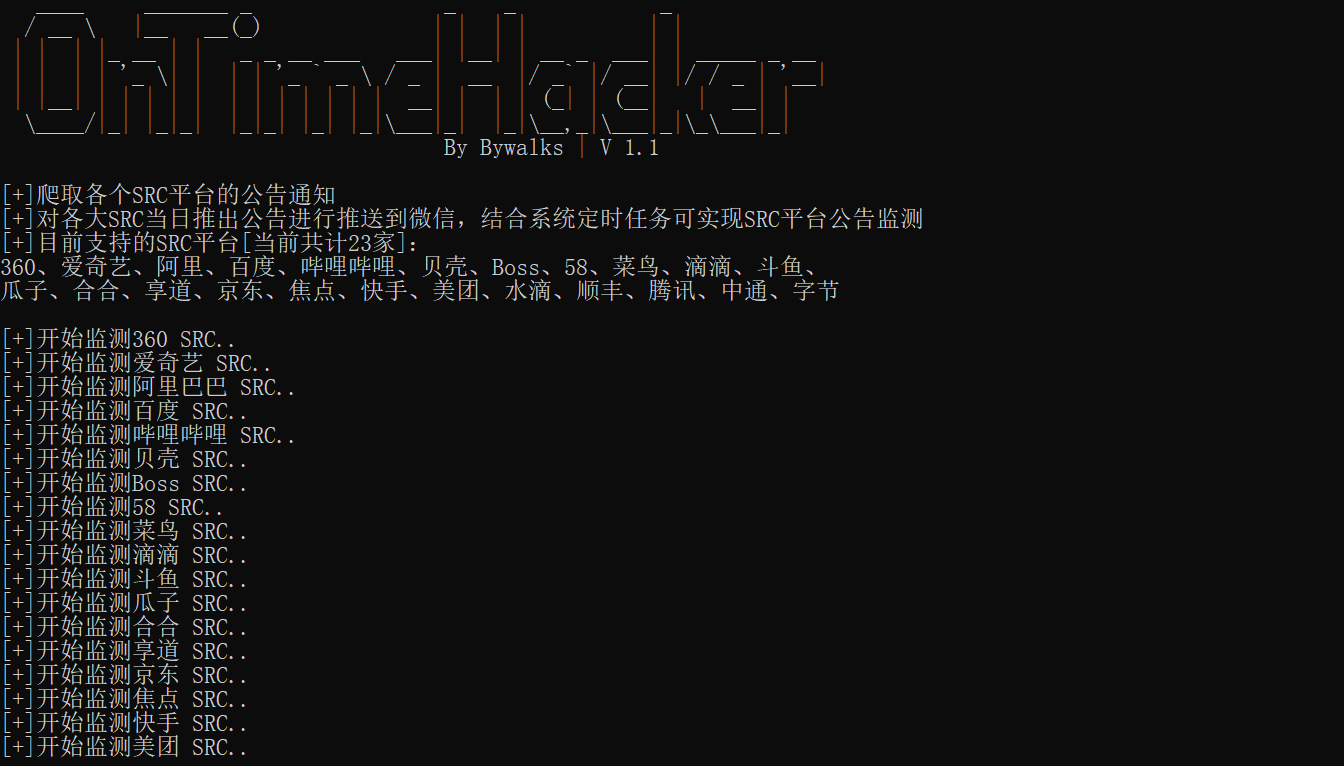 OnTimeHacker
By Bywalks | V 1.1
[+]爬取各个SRC平台的公告通知
[+]对各大SRC当日推出公告进行推送到微信，结合系统定时任务可实现SRC平台公告监测
[+]目前支持的SRC平台[当前共计23家]：
360、爱奇艺、阿里、百度、哔哩哔哩、贝壳、Boss、58、菜鸟、滴滴、斗鱼、
瓜子、合合、享道、京东、焦点、快手、美团、水滴、顺丰、腾讯、中通、字节
[+]开始监测360 SRC..
[+]开始监测爱奇艺 SRC..
[+]开始监测阿里巴巴 SRC..
[+]开始监测百度 SRC..
[+]开始监测哔哩哔哩 SRC..
[+]开始监测贝壳 SRC..
[+]开始监测Boss SRC..
[+]开始监测58 SRC..
[+]开始监测菜鸟 SRC..
[+]开始监测滴滴 SRC..
[+]开始监测斗鱼 SRC..
[+]开始监测瓜子 SRC..
[+]开始监测合合 SRC..
[+]开始监测享道 SRC..
[+]开始监测京东 SRC..
[+]开始监测焦点 SRC..
[+]开始监测快手 SRC..
[+]开始监测美团 SRC..